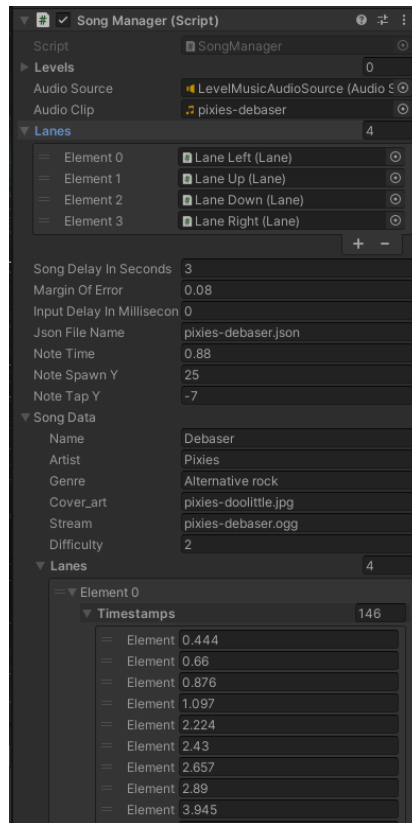 # Song Manager (Script)
Script # SongManager
Levels 0
Audio Source LevelMusicAudioSource (Audio S
Audio Clip pixies-debaser
Lanes 4
Element 0 # Lane Left (Lane)
Element 1 # Lane Up (Lane)
Element 2 # Lane Down (Lane)
Element 3 # Lane Right (Lane)
+ -
Song Delay In Seconds 3
Margin Of Error 0.08
Input Delay In Millisecon 0
Json File Name pixies-debaser.json
Note Time 0.88
Note Spawn Y 25
Note Tap Y -7
Song Data
Name Debaser
Artist Pixies
Genre Alternative rock
Cover_art pixies-doolittle.jpg
Stream pixies-debaser.ogg
Difficulty 2
Lanes 4
Element 0
Timestamps 146
Element 0.444
Element 0.66
Element 0.876
Element 1.097
Element 2.224
Element 2.43
Element 2.657
Element 2.89
Element 3.945